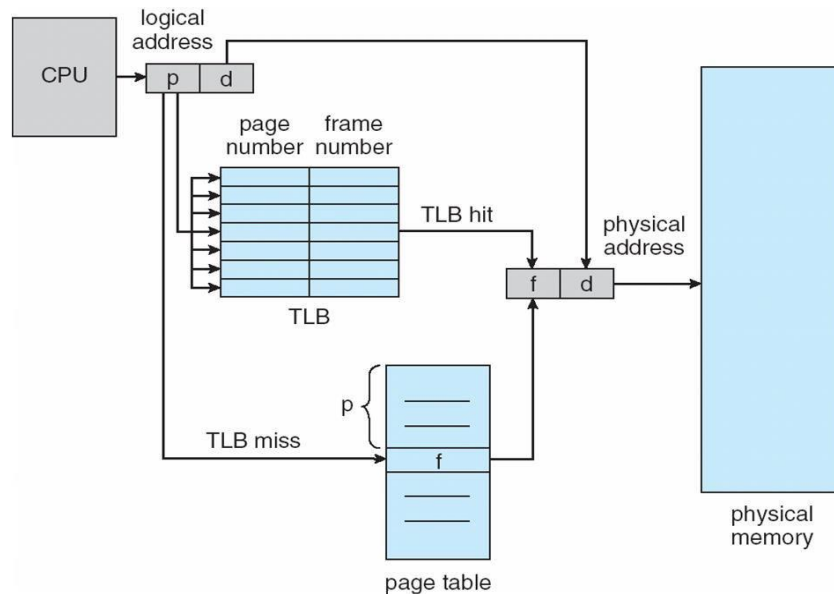 logical
address
CPU
p
d
page
number
frame
number
TLB hit
physical
address
f
d
TLB
p
TLB miss
f
physical
memory
page table